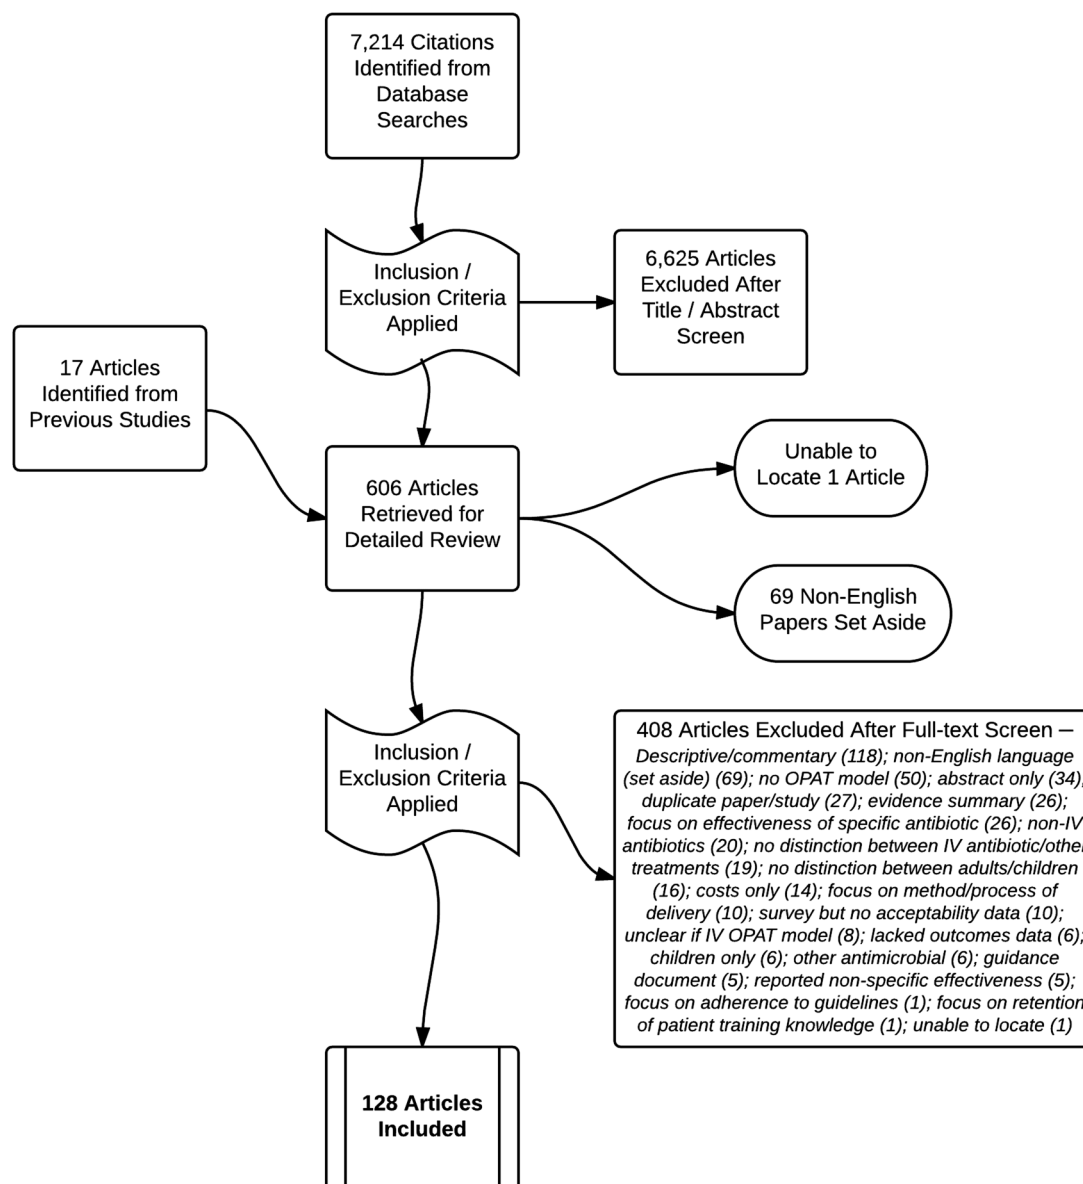 7,214 Citations
Identified from
Database
Searches
Inclusion /
Exclusion Criteria
Applied
6,625 Articles
Excluded After
Title / Abstract
Screen
17 Articles
Identified from
Previous Studies
606 Articles
Retrieved for
Detailed Review
Unable to
Locate 1 Article
69 Non-English
Papers Set Aside
Inclusion /
Exclusion Criteria
Applied
408 Articles Excluded After Full-text Screen –
Descriptive/commentary (118); non-English language
(set aside) (69); no OPAT model (50); abstract only (34);
duplicate paper/study (27); evidence summary (26);
focus on effectiveness of specific antibiotic (26); non-IV
antibiotics (20); no distinction between IV antibiotic/other
treatments (19); no distinction between adults/children
(16); costs only (14); focus on method/process of
delivery (10); survey but no acceptability data (10);
unclear if IV OPAT model (8); lacked outcomes data (6);
children only (6); other antimicrobial (6); guidance
document (5); reported non-specific effectiveness (5);
focus on adherence to guidelines (1); focus on retention
of patient training knowledge (1); unable to locate (1)
128 Articles
Included